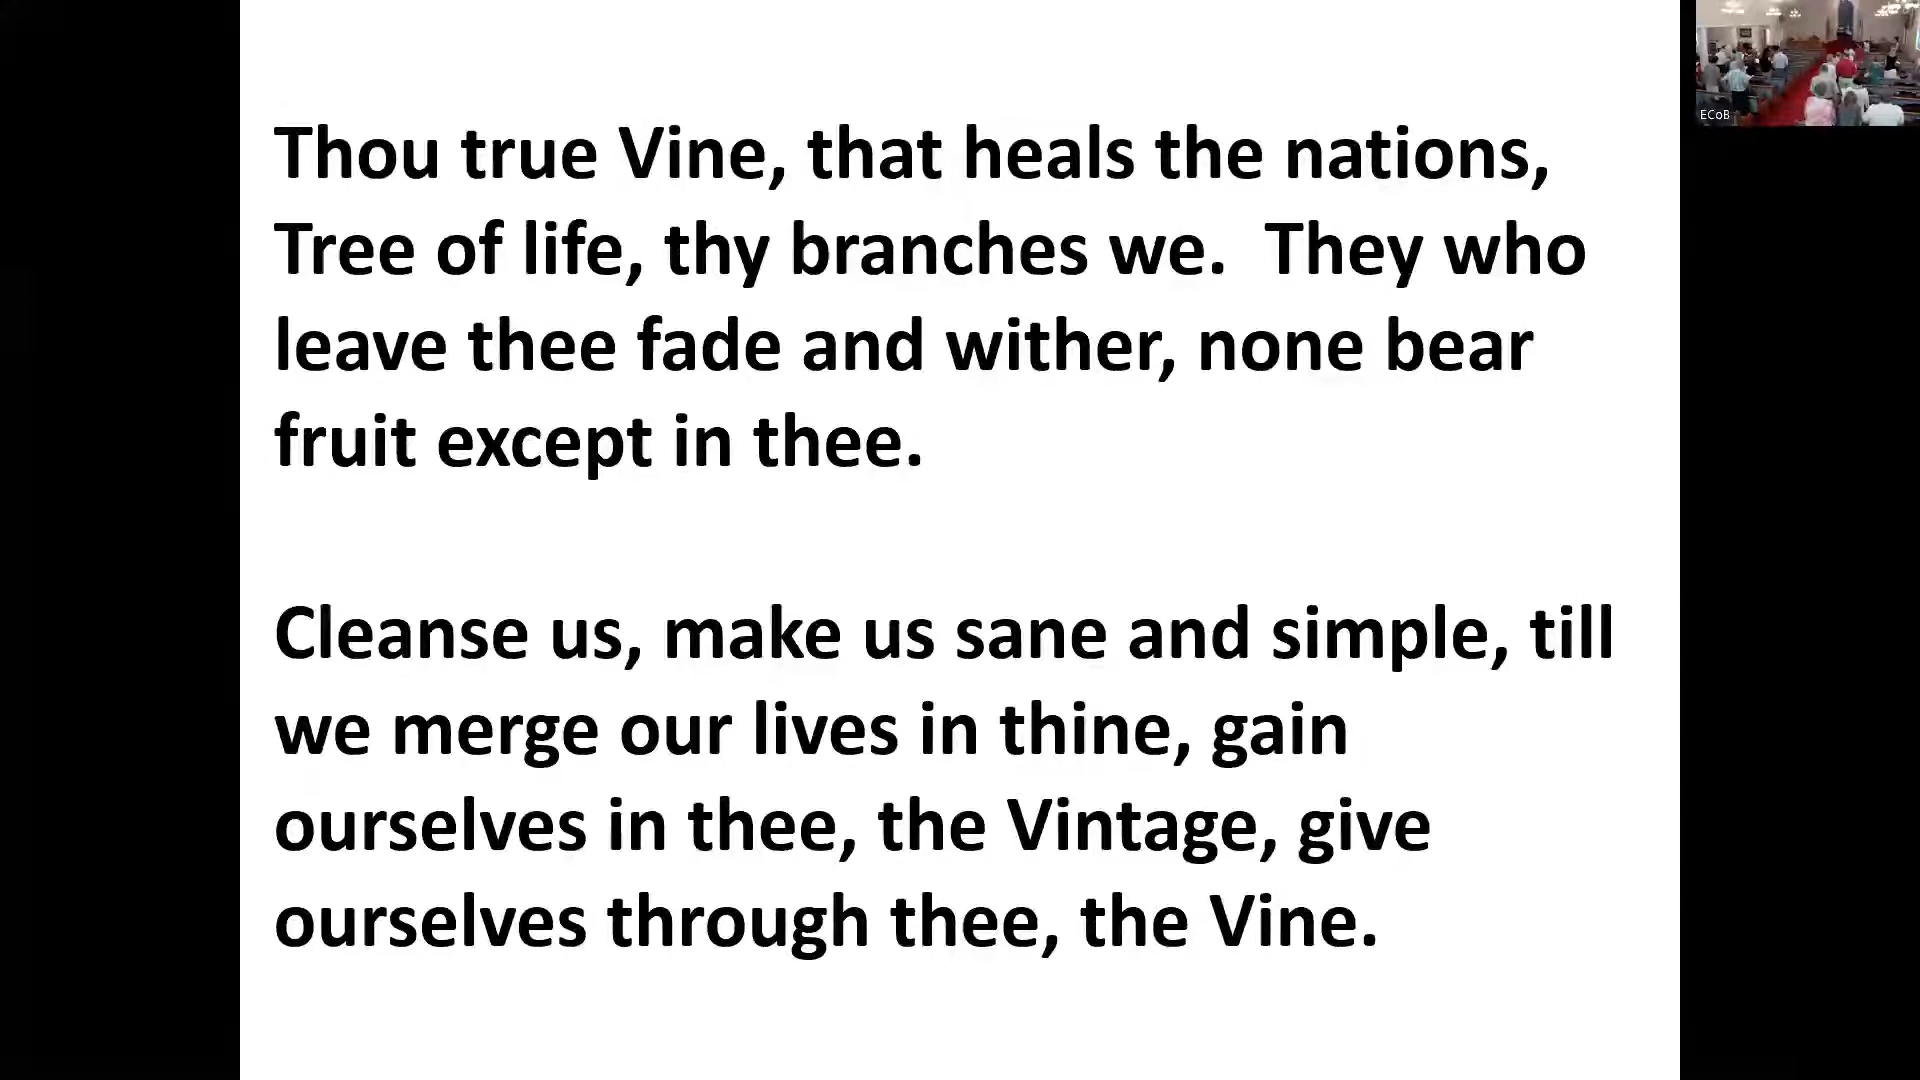 Thou true Vine, that heals the nations,
Tree of life, thy branches we.  They who
leave thee fade and wither, none bear
fruit except in thee.
Cleanse us, make us sane and simple, till
we merge our lives in thine, gain
ourselves in thee, the Vintage, give
ourselves through thee, the Vine.
ECoB